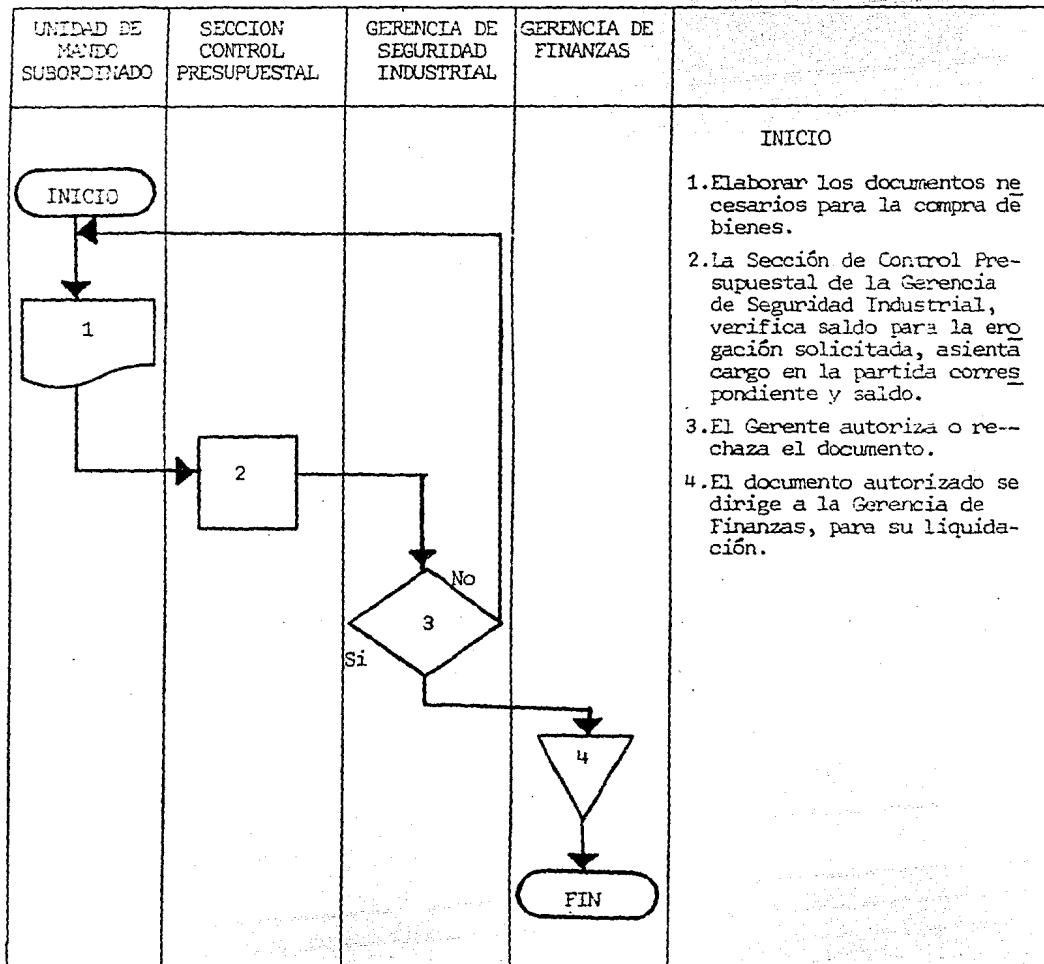 UNIDAD DE
MANDO
SUBORDINADO
SECCION
CONTROL
PRESUPUESTAL
GERENCIA DE
SEGURIDAD
INDUSTRIAL
GERENCIA DE
FINANZAS
INICIO
1
2
No
3
Si
4
FIN
INICIO
1.Elaborar los documentos ne
cesarios para la compra de
bienes.
2.La Sección de Control Pre-
supuestal de la Gerencia
de Seguridad Industrial,
verifica saldo para la ero
gación solicitada, asienta
cargo en la partida corres
pondiente y saldo.
3.El Gerente autoriza o re--
chaza el documento.
4.El documento autorizado se
dirige a la Gerencia de
Finanzas, para su liquida-
ción.